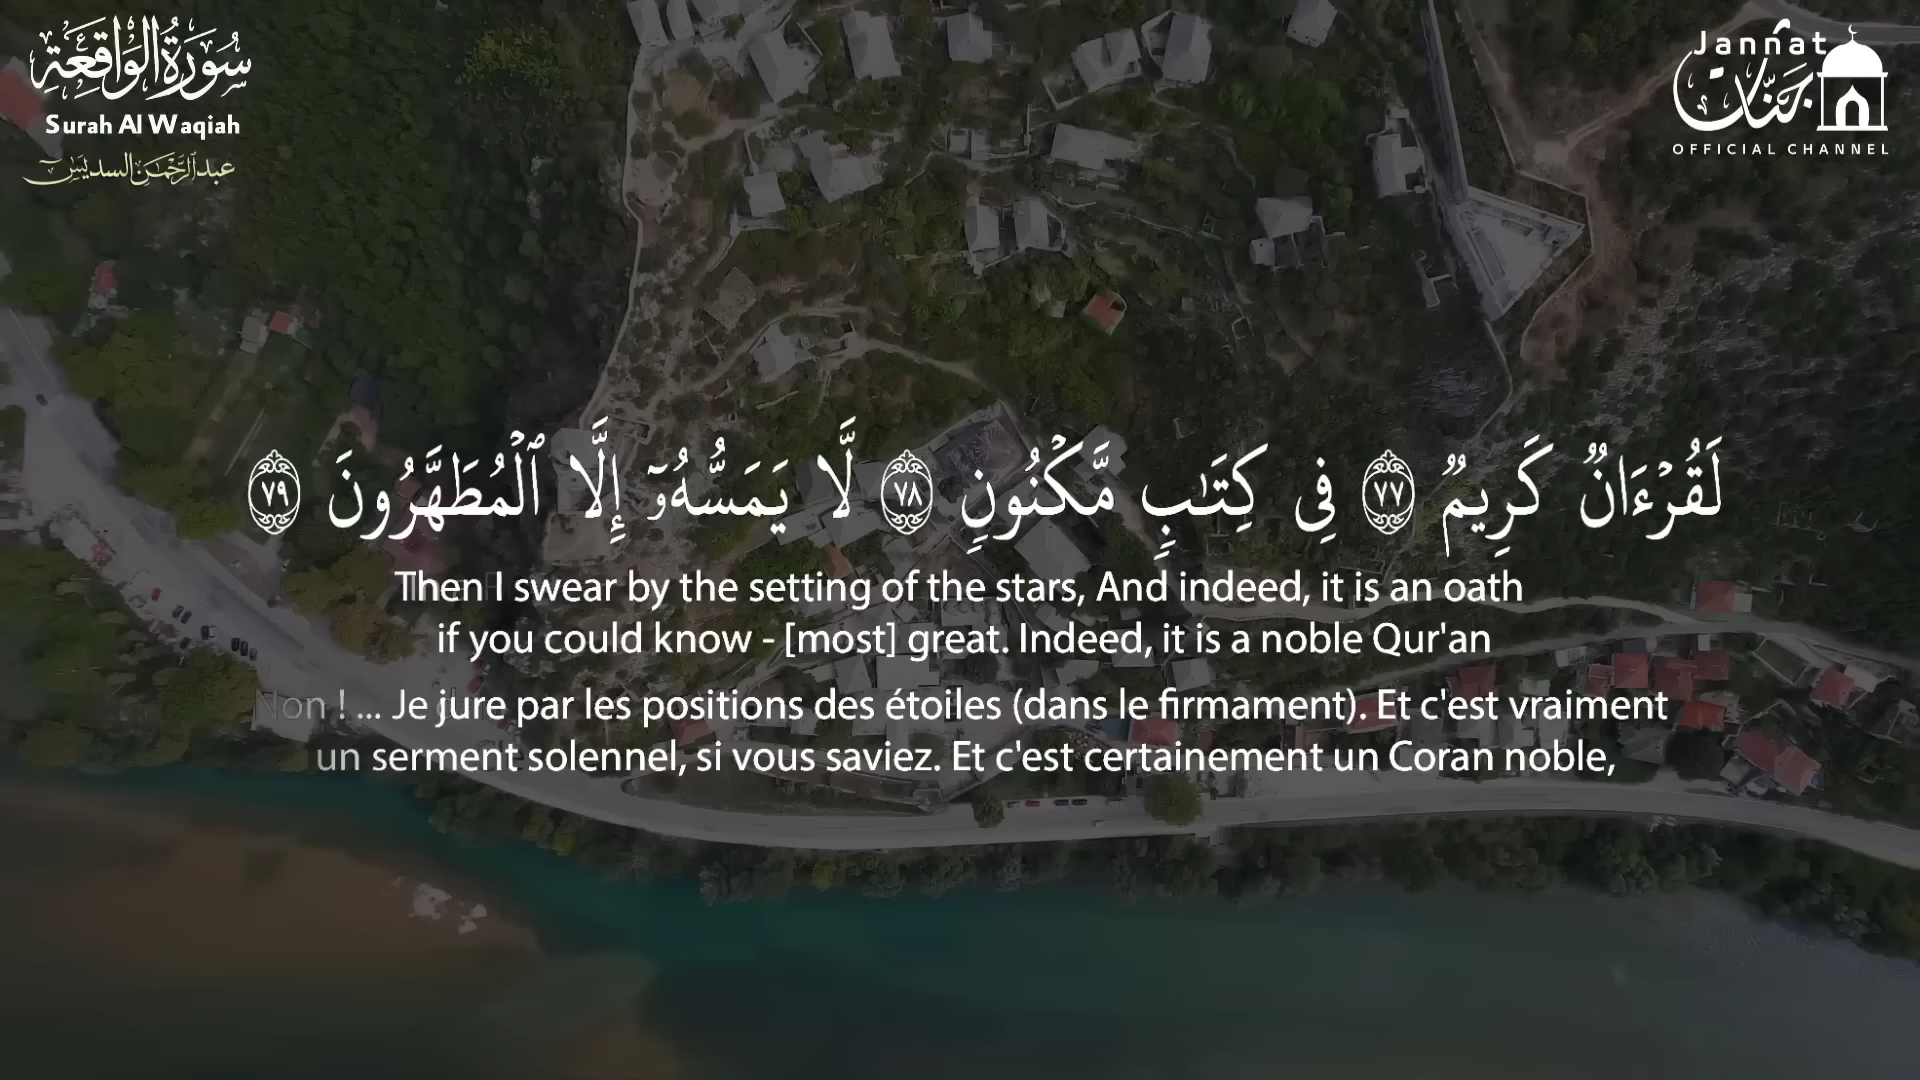 سُورَةُ الوَاقِعَةِ
Surah Al Waqiah
عبد الرحمن السديس
Jannat
جَنَّات
OFFICIAL CHANNEL
لَقُرْءَانٌ كَرِيمٌ ٧٧ فِى كِتَـٰبٍ مَّكْنُونٍ ٧٨ لَّا يَمَسُّهُۥٓ إِلَّا ٱلْمُطَهَّرُونَ ٧٩
Then I swear by the setting of the stars, And indeed, it is an oath
if you could know - [most] great. Indeed, it is a noble Qur'an
Non ! ... Je jure par les positions des étoiles (dans le firmament). Et c'est vraiment
un serment solennel, si vous saviez. Et c'est certainement un Coran noble,